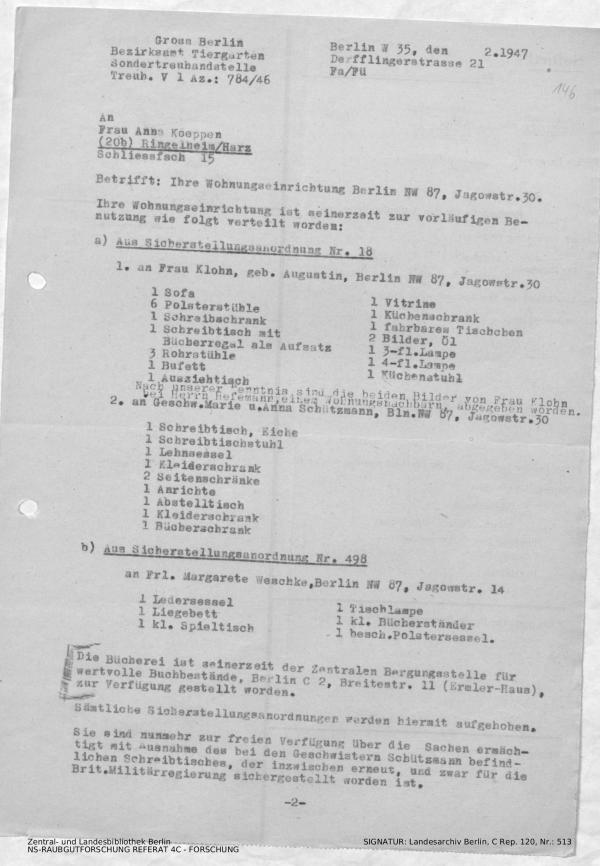 Gross Berlin
Bezirksamt Tiergarten
Sondertreuhandstelle
Treuh. V 1 Az.: 784/46
Berlin W 35, den 2.1947
Derfflingerstrasse 21
Fa/Fü
146
An
Frau Anna Koeppen
(20b) Ringelheim/Harz
Schliessfach 15
Betrifft: Ihre Wohnungseinrichtung Berlin NW 87, Jagowstr.30.
Ihre Wohnungseinrichtung ist seinerzeit zur vorläufigen Be-
nutzung wie folgt verteilt worden:
a) Aus Sicherstellungsanordnung Nr. 18
1. an Frau Klohn, geb. Augustin, Berlin NW 87, Jagowstr.30
1 Sofa
6 Polsterstühle
1 Schreibschrank
1 Schreibtisch mit
Bücherregal als Aufsatz
3 Rohrstühle
1 Bufett
1 Ausziehtisch
1 Vitrine
1 Küchenschrank
1 fahrbares Tischchen
2 Bilder, Öl
1 3-fl.Lampe
1 4-fl.Lampe
1 Küchenstuhl
Nach unserer Kenntnis sind die beiden Bilder von Frau Klohn
bei Herrn Hefemann, einem Wohnungsnachbarn, abgegeben worden.
2. an Geschw.Marie u.Anna Schützmann, Bln.NW 87, Jagowstr.30
1 Schreibtisch, Eiche
1 Schreibtischstuhl
1 Lehnsessel
1 Kleiderschrank
2 Seitenschränke
1 Anrichte
1 Abstelltisch
1 Kleiderschrank
1 Bücherschrank
b) Aus Sicherstellungsanordnung Nr. 498
an Frl. Margarete Weschke,Berlin NW 87, Jagowstr. 14
1 Ledersessel
1 Liegebett
1 kl. Spieltisch
1 Tischlampe
1 kl. Bücherständer
1 besch.Polstersessel.
Die Bücherei ist seinerzeit der Zentralen Bergungsstelle für
wertvolle Buchbestände, Berlin C 2, Breitestr. 11 (Ermler-Haus),
zur Verfügung gestellt worden.
Sämtliche Sicherstellungsanordnungen werden hiermit aufgehoben.
Sie sind nunmehr zur freien Verfügung über die Sachen ermäch-
tigt mit Ausnahme des bei den Geschwistern Schützmann befind-
lichen Schreibtisches, der inzwischen erneut, und zwar für die
Brit.Militärregierung sichergestellt worden ist.
-2-
Zentral- und Landesbibliothek Berlin
NS-RAUBGUTFORSCHUNG REFERAT 4C - FORSCHUNG
SIGNATUR: Landesarchiv Berlin, C Rep. 120, Nr.: 513